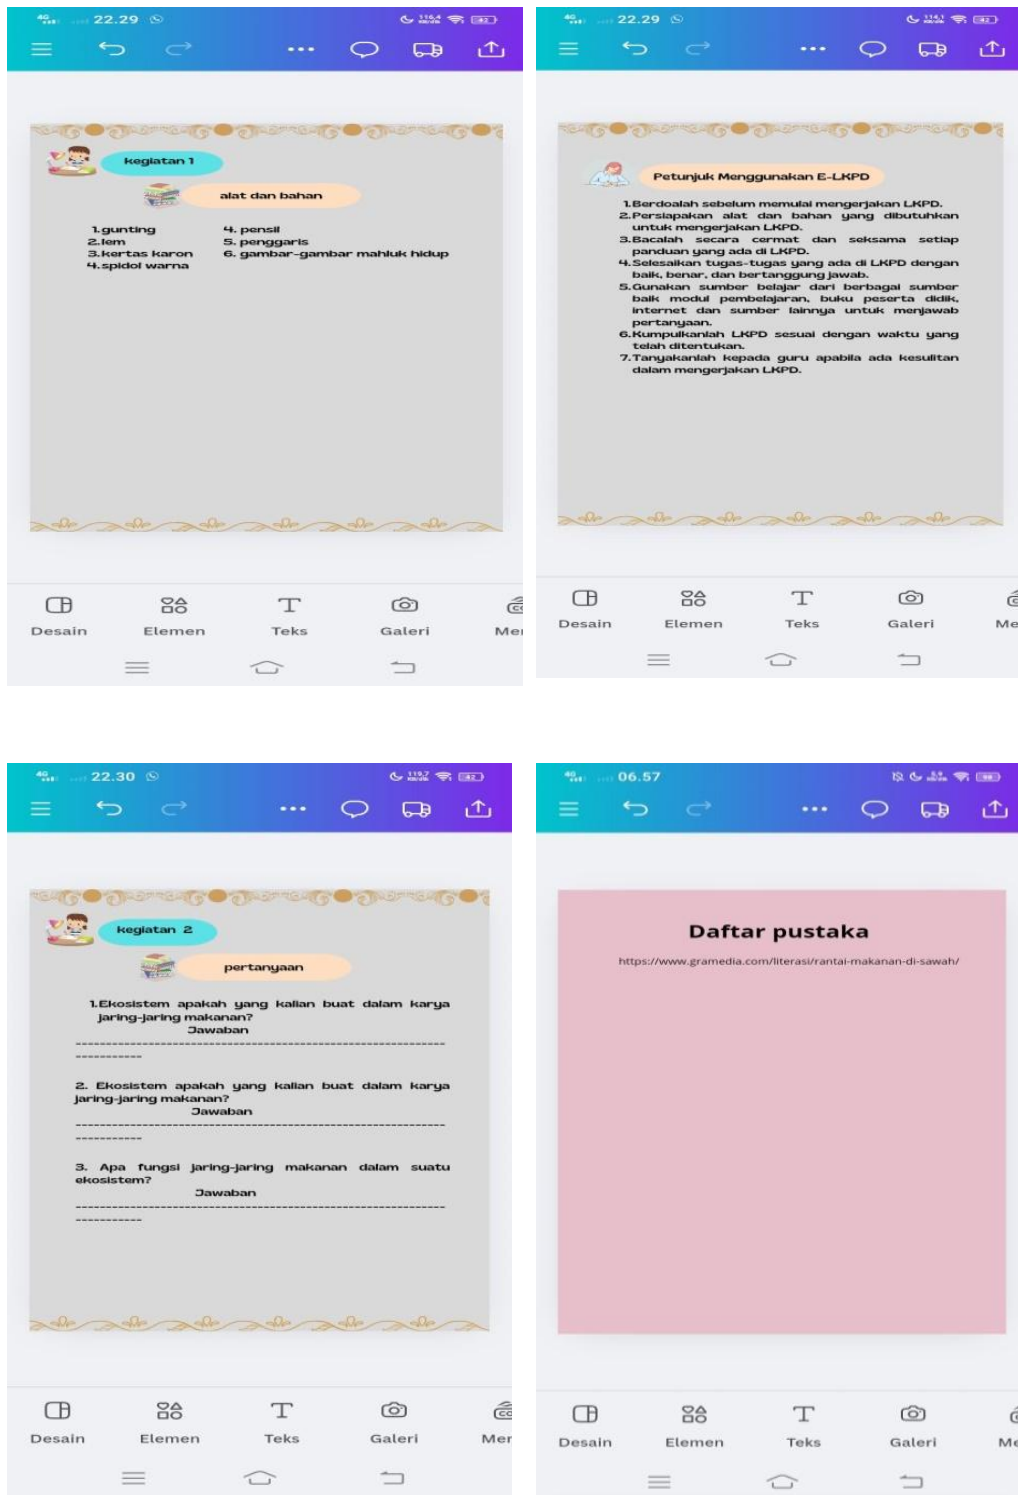 22.29
kegiatan 1
alat dan bahan
1.gunting
2.lem
3.kertas karon
4.spidol warna
4. pensil
5. penggaris
6. gambar-gambar mahluk hidup
Desain Elemen Teks Galeri
22.29
Petunjuk Menggunakan E-LKPD
1.Berdoalah sebelum memulai mengerjakan LKPD.
2.Persiapakan alat dan bahan yang dibutuhkan
untuk mengerjakan LKPD.
3.Bacalah secara cermat dan seksama setiap
panduan yang ada di LKPD.
4.Selesaikan tugas-tugas yang ada di LKPD dengan
baik, benar, dan bertanggung jawab.
5.Gunakan sumber belajar dari berbagai sumber
baik modul pembelajaran, buku peserta didik,
internet dan sumber lainnya untuk menjawab
pertanyaan.
6.Kumpulkanlah LKPD sesuai dengan waktu yang
telah ditentukan.
7.Tanyakanlah kepada guru apabila ada kesulitan
dalam mengerjakan LKPD.
Desain Elemen Teks Galeri
22.30
kegiatan 2
pertanyaan
1.Ekosistem apakah yang kalian buat dalam karya
jaring-jaring makanan?
Jawaban
2. Ekosistem apakah yang kalian buat dalam karya
jaring-jaring makanan?
Jawaban
3. Apa fungsi jaring-jaring makanan dalam suatu
ekosistem?
Jawaban
Desain Elemen Teks Galeri
06.57
Daftar pustaka
https://www.gramedia.com/literasi/rantai-makanan-di-sawah/
Desain Elemen Teks Galeri